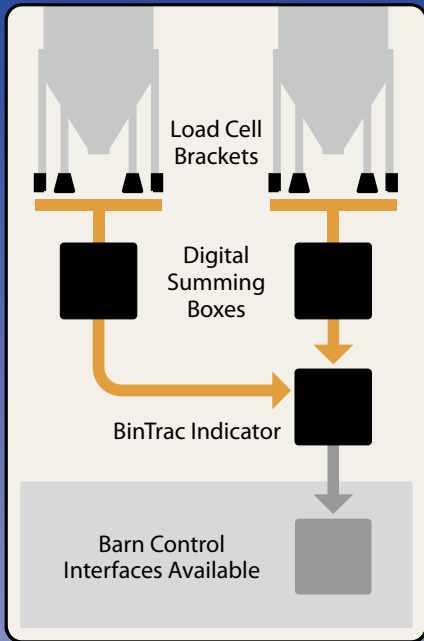 Load Cell
Brackets
Digital
Summing
Boxes
BinTrac Indicator
Barn Control
Interfaces Available